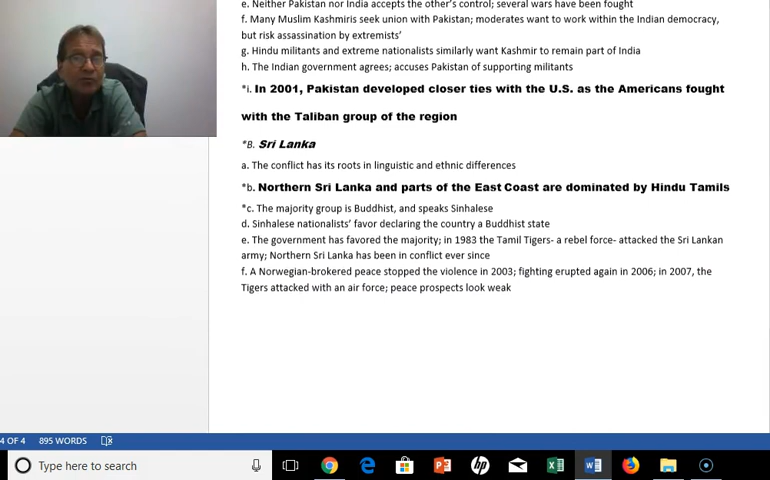 e. Neither Pakistan nor India accepts the other's control; several wars have been fought
f. Many Muslim Kashmiris seek union with Pakistan; moderates want to work within the Indian democracy,
but risk assassination by extremists'
g. Hindu militants and extreme nationalists similarly want Kashmir to remain part of India
h. The Indian government agrees; accuses Pakistan of supporting militants
*i. In 2001, Pakistan developed closer ties with the U.S. as the Americans fought
with the Taliban group of the region
*B. Sri Lanka
a. The conflict has its roots in linguistic and ethnic differences
*b. Northern Sri Lanka and parts of the East Coast are dominated by Hindu Tamils
*c. The majority group is Buddhist, and speaks Sinhalese
d. Sinhalese nationalists' favor declaring the country a Buddhist state
e. The government has favored the majority; in 1983 the Tamil Tigers- a rebel force- attacked the Sri Lankan
army; Northern Sri Lanka has been in conflict ever since
f. A Norwegian-brokered peace stopped the violence in 2003; fighting erupted again in 2006; in 2007, the
Tigers attacked with an air force; peace prospects look weak
4 OF 4 895 WORDS
Type here to search